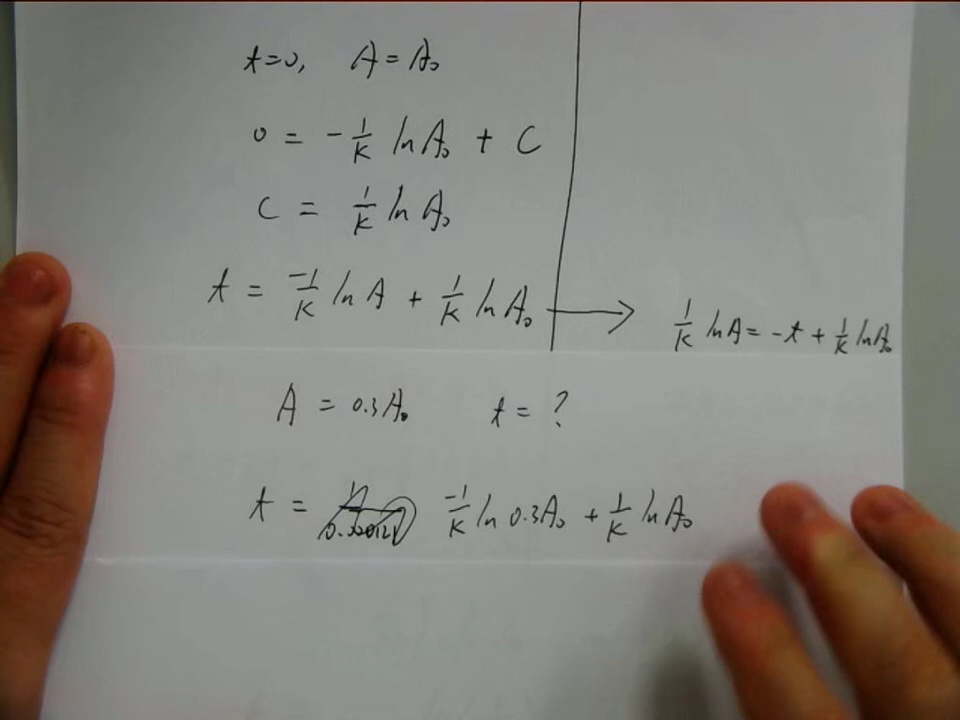 t=0, A=A₀
0 = -1/K ln A₀ + C
C = 1/K ln A₀
t = -1/K ln A + 1/K ln A₀ → 1/K ln A = -t + 1/K ln A₀
A = 0.3A₀ t = ?
t = -1/K ln 0.3A₀ + 1/K ln A₀